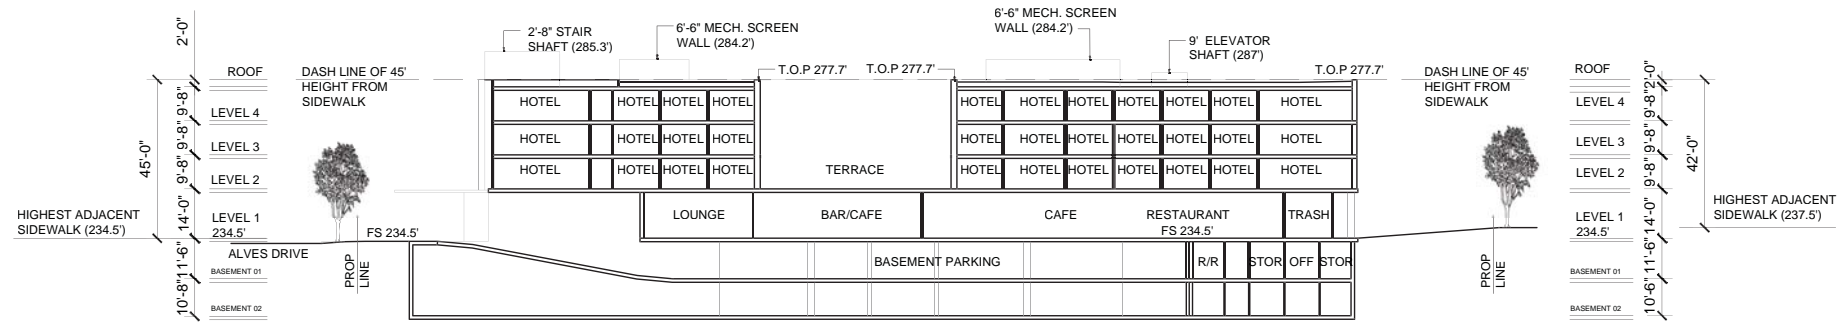 2'-0"
2'-8" STAIR
SHAFT (285.3')
6'-6" MECH. SCREEN
WALL (284.2')
6'-6" MECH. SCREEN
WALL (284.2')
9' ELEVATOR
SHAFT (287')
ROOF
DASH LINE OF 45'
HEIGHT FROM
SIDEWALK
T.O.P 277.7'
T.O.P 277.7'
T.O.P 277.7'
DASH LINE OF 45'
HEIGHT FROM
SIDEWALK
ROOF
2'-0"
9'-8"
LEVEL 4
HOTEL HOTEL HOTEL HOTEL
HOTEL HOTEL HOTEL HOTEL HOTEL HOTEL HOTEL
LEVEL 4
9'-8"
9'-8"
LEVEL 3
HOTEL HOTEL HOTEL HOTEL
HOTEL HOTEL HOTEL HOTEL HOTEL HOTEL HOTEL
LEVEL 3
9'-8"
45'-0"
9'-8"
LEVEL 2
HOTEL HOTEL HOTEL HOTEL
TERRACE
HOTEL HOTEL HOTEL HOTEL HOTEL HOTEL HOTEL
LEVEL 2
9'-8"
42'-0"
HIGHEST ADJACENT
SIDEWALK (234.5')
14'-0"
LEVEL 1
234.5'
FS 234.5'
LOUNGE
BAR/CAFE
CAFE
RESTAURANT
FS 234.5'
TRASH
LEVEL 1
234.5'
14'-0"
HIGHEST ADJACENT
SIDEWALK (237.5')
11'-6"
ALVES DRIVE
BASEMENT 01
PROP
LINE
BASEMENT PARKING
R/R
STOR
OFF
STOR
PROP
LINE
BASEMENT 01
11'-6"
10'-8"
BASEMENT 02
BASEMENT 02
10'-6"